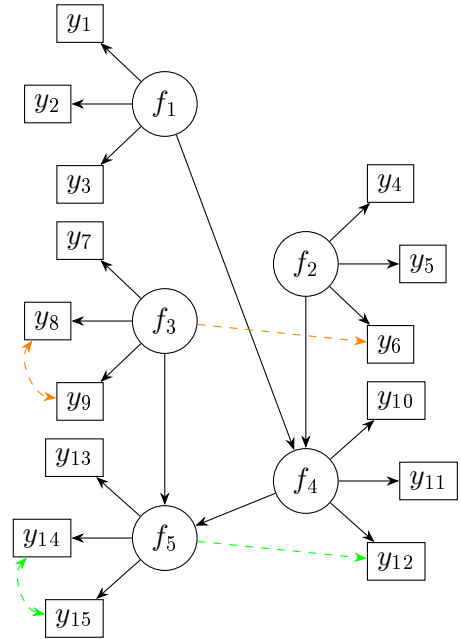 y₁
f₁
y₂
y₃
y₄
y₇
f₂
y₅
y₈
f₃
y₆
y₉
y₁₀
y₁₃
f₄
y₁₁
y₁₄
f₅
y₁₂
y₁₅